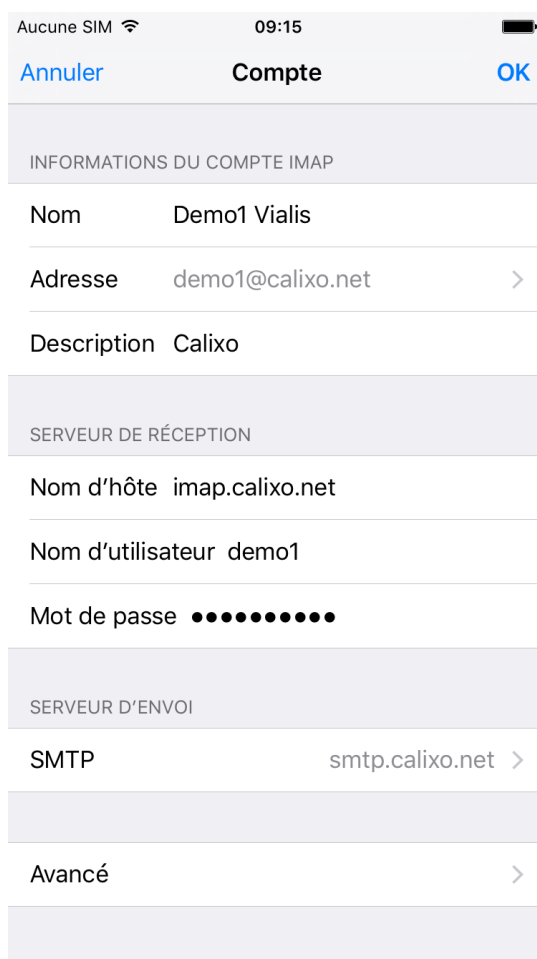 Aucune SIM 09:15
Annuler Compte OK
INFORMATIONS DU COMPTE IMAP
Nom Demo1 Vialis
Adresse demo1@calixo.net
Description Calixo
SERVEUR DE RÉCEPTION
Nom d’hôte imap.calixo.net
Nom d’utilisateur demo1
Mot de passe ●●●●●●●●●●
SERVEUR D’ENVOI
SMTP smtp.calixo.net
Avancé